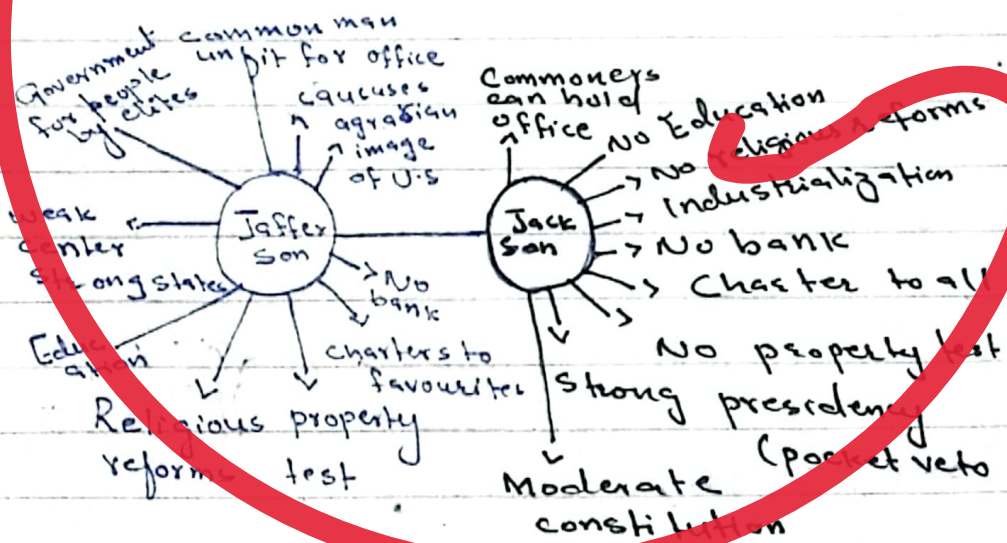 Government
for people
by elites
common man
unfit for office
caucuses
agrarian
image
of U.S
weak
center
strong states
Jaffer
son
No
bank
Educ
ation
Religious
reforms
property
test
charters to
favourites
Commoners
can hold
office
No Education
No religious reforms
Industrialization
Jack
son
No bank
Charter to all
No property test
Strong presidency
(pocket veto
Moderate
constitution